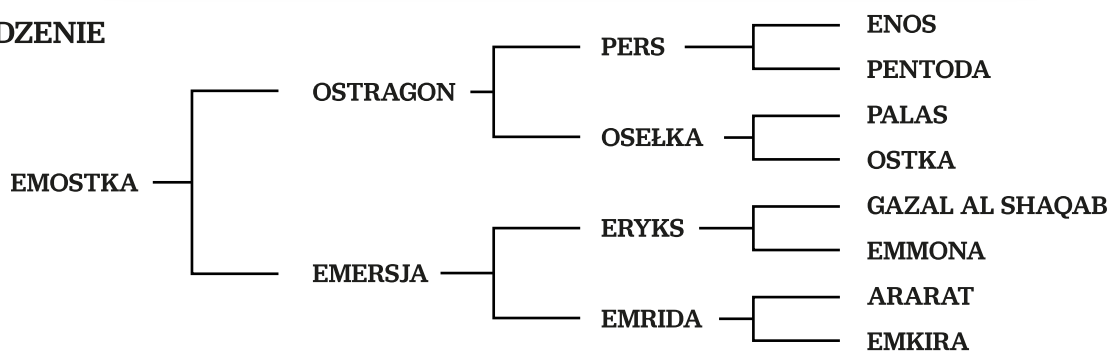 DZENIE
ENOS
PERS
PENTODA
OSTRAGON
PALAS
OSEŁKA
OSTKA
EMOSTKA
GAZAL AL SHAQAB
ERYKS
EMMONA
EMERSJA
ARARAT
EMRIDA
EMKIRA